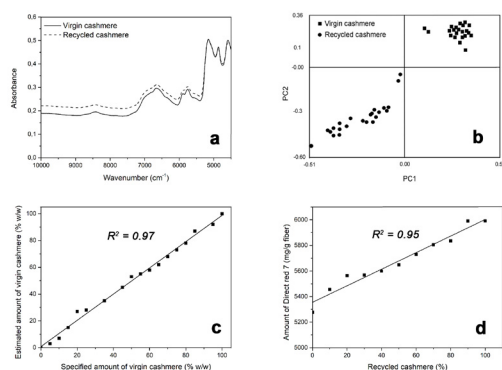 Virgin cashmere
Recycled cashmere
0,6
0,5
0,4
0,3
0,2
0,1
0,0
Absorbance
10000 9000 8000 7000 6000 5000
Wavenumber (cm⁻¹)
a
Virgin cashmere
Recycled cashmere
0.36
0.1
-0.00
-0.3
-0.60
PC2
-0.61 0.00 0.5
PC1
b
100
80
60
40
20
0
Estimated amount of virgin cashmere (% w/w)
R² = 0.97
0 20 40 60 80 100
Specified amount of virgin cashmere (% w/w)
c
6000
5800
5600
5400
5200
5000
Amount of Direct red 7 (mg/g fiber)
R² = 0.95
0 20 40 60 80 100
Recycled cashmere (%)
d